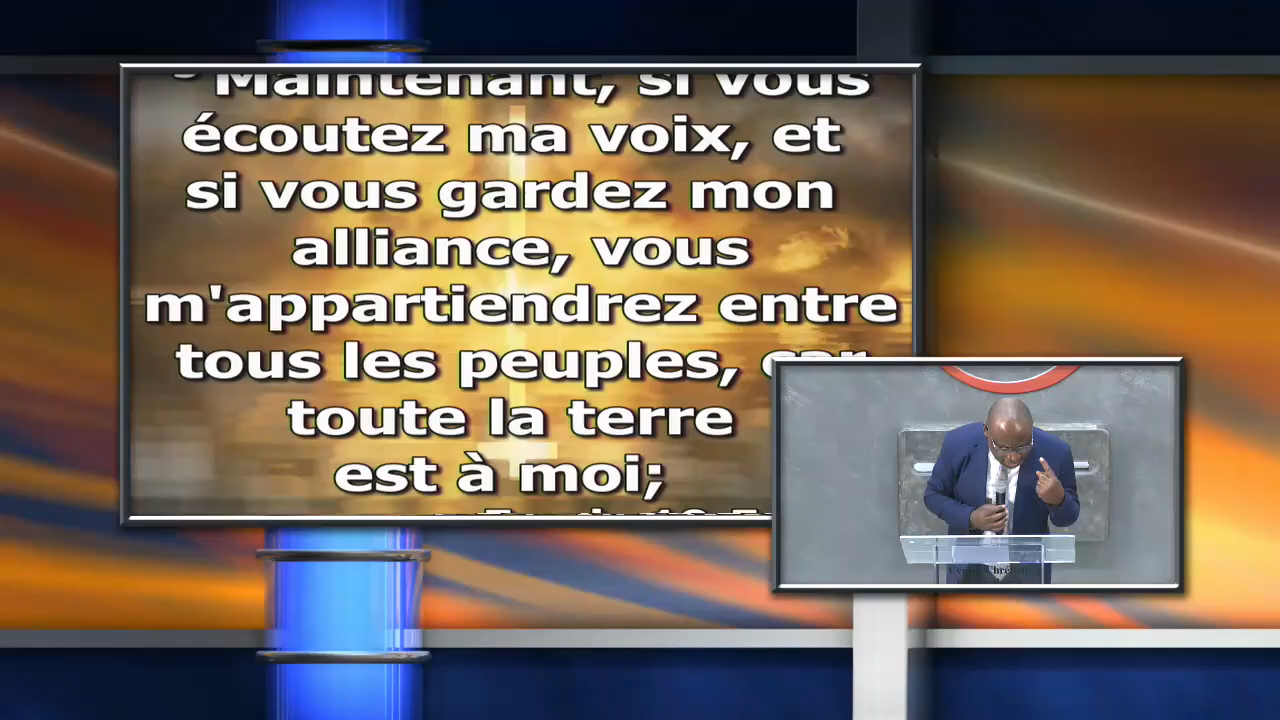 Maintenant, si vous
écoutez ma voix, et
si vous gardez mon
alliance, vous
m'appartiendrez entre
tous les peuples, car
toute la terre
est à moi;